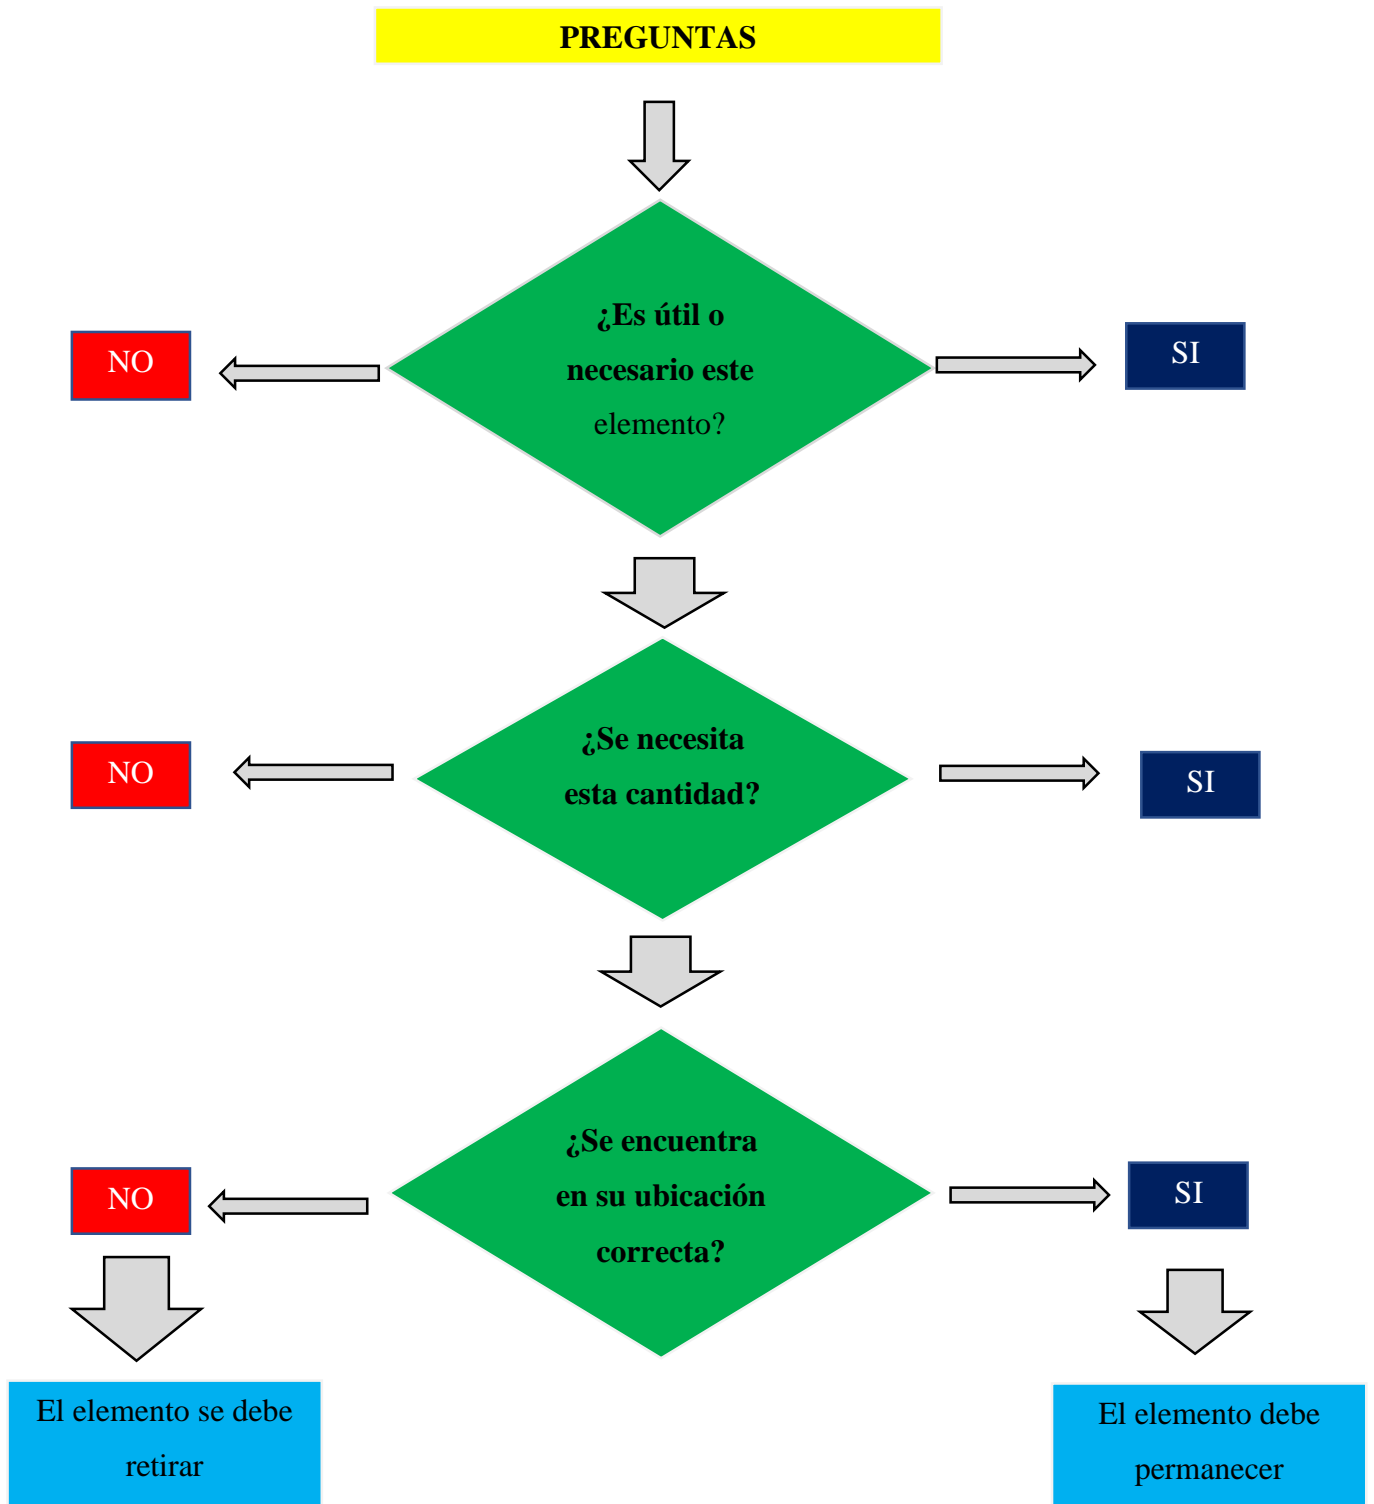 PREGUNTAS
¿Es útil o
necesario este
elemento?
NO
SI
¿Se necesita
esta cantidad?
NO
SI
¿Se encuentra
en su ubicación
correcta?
NO
SI
El elemento se debe
retirar
El elemento debe
permanecer